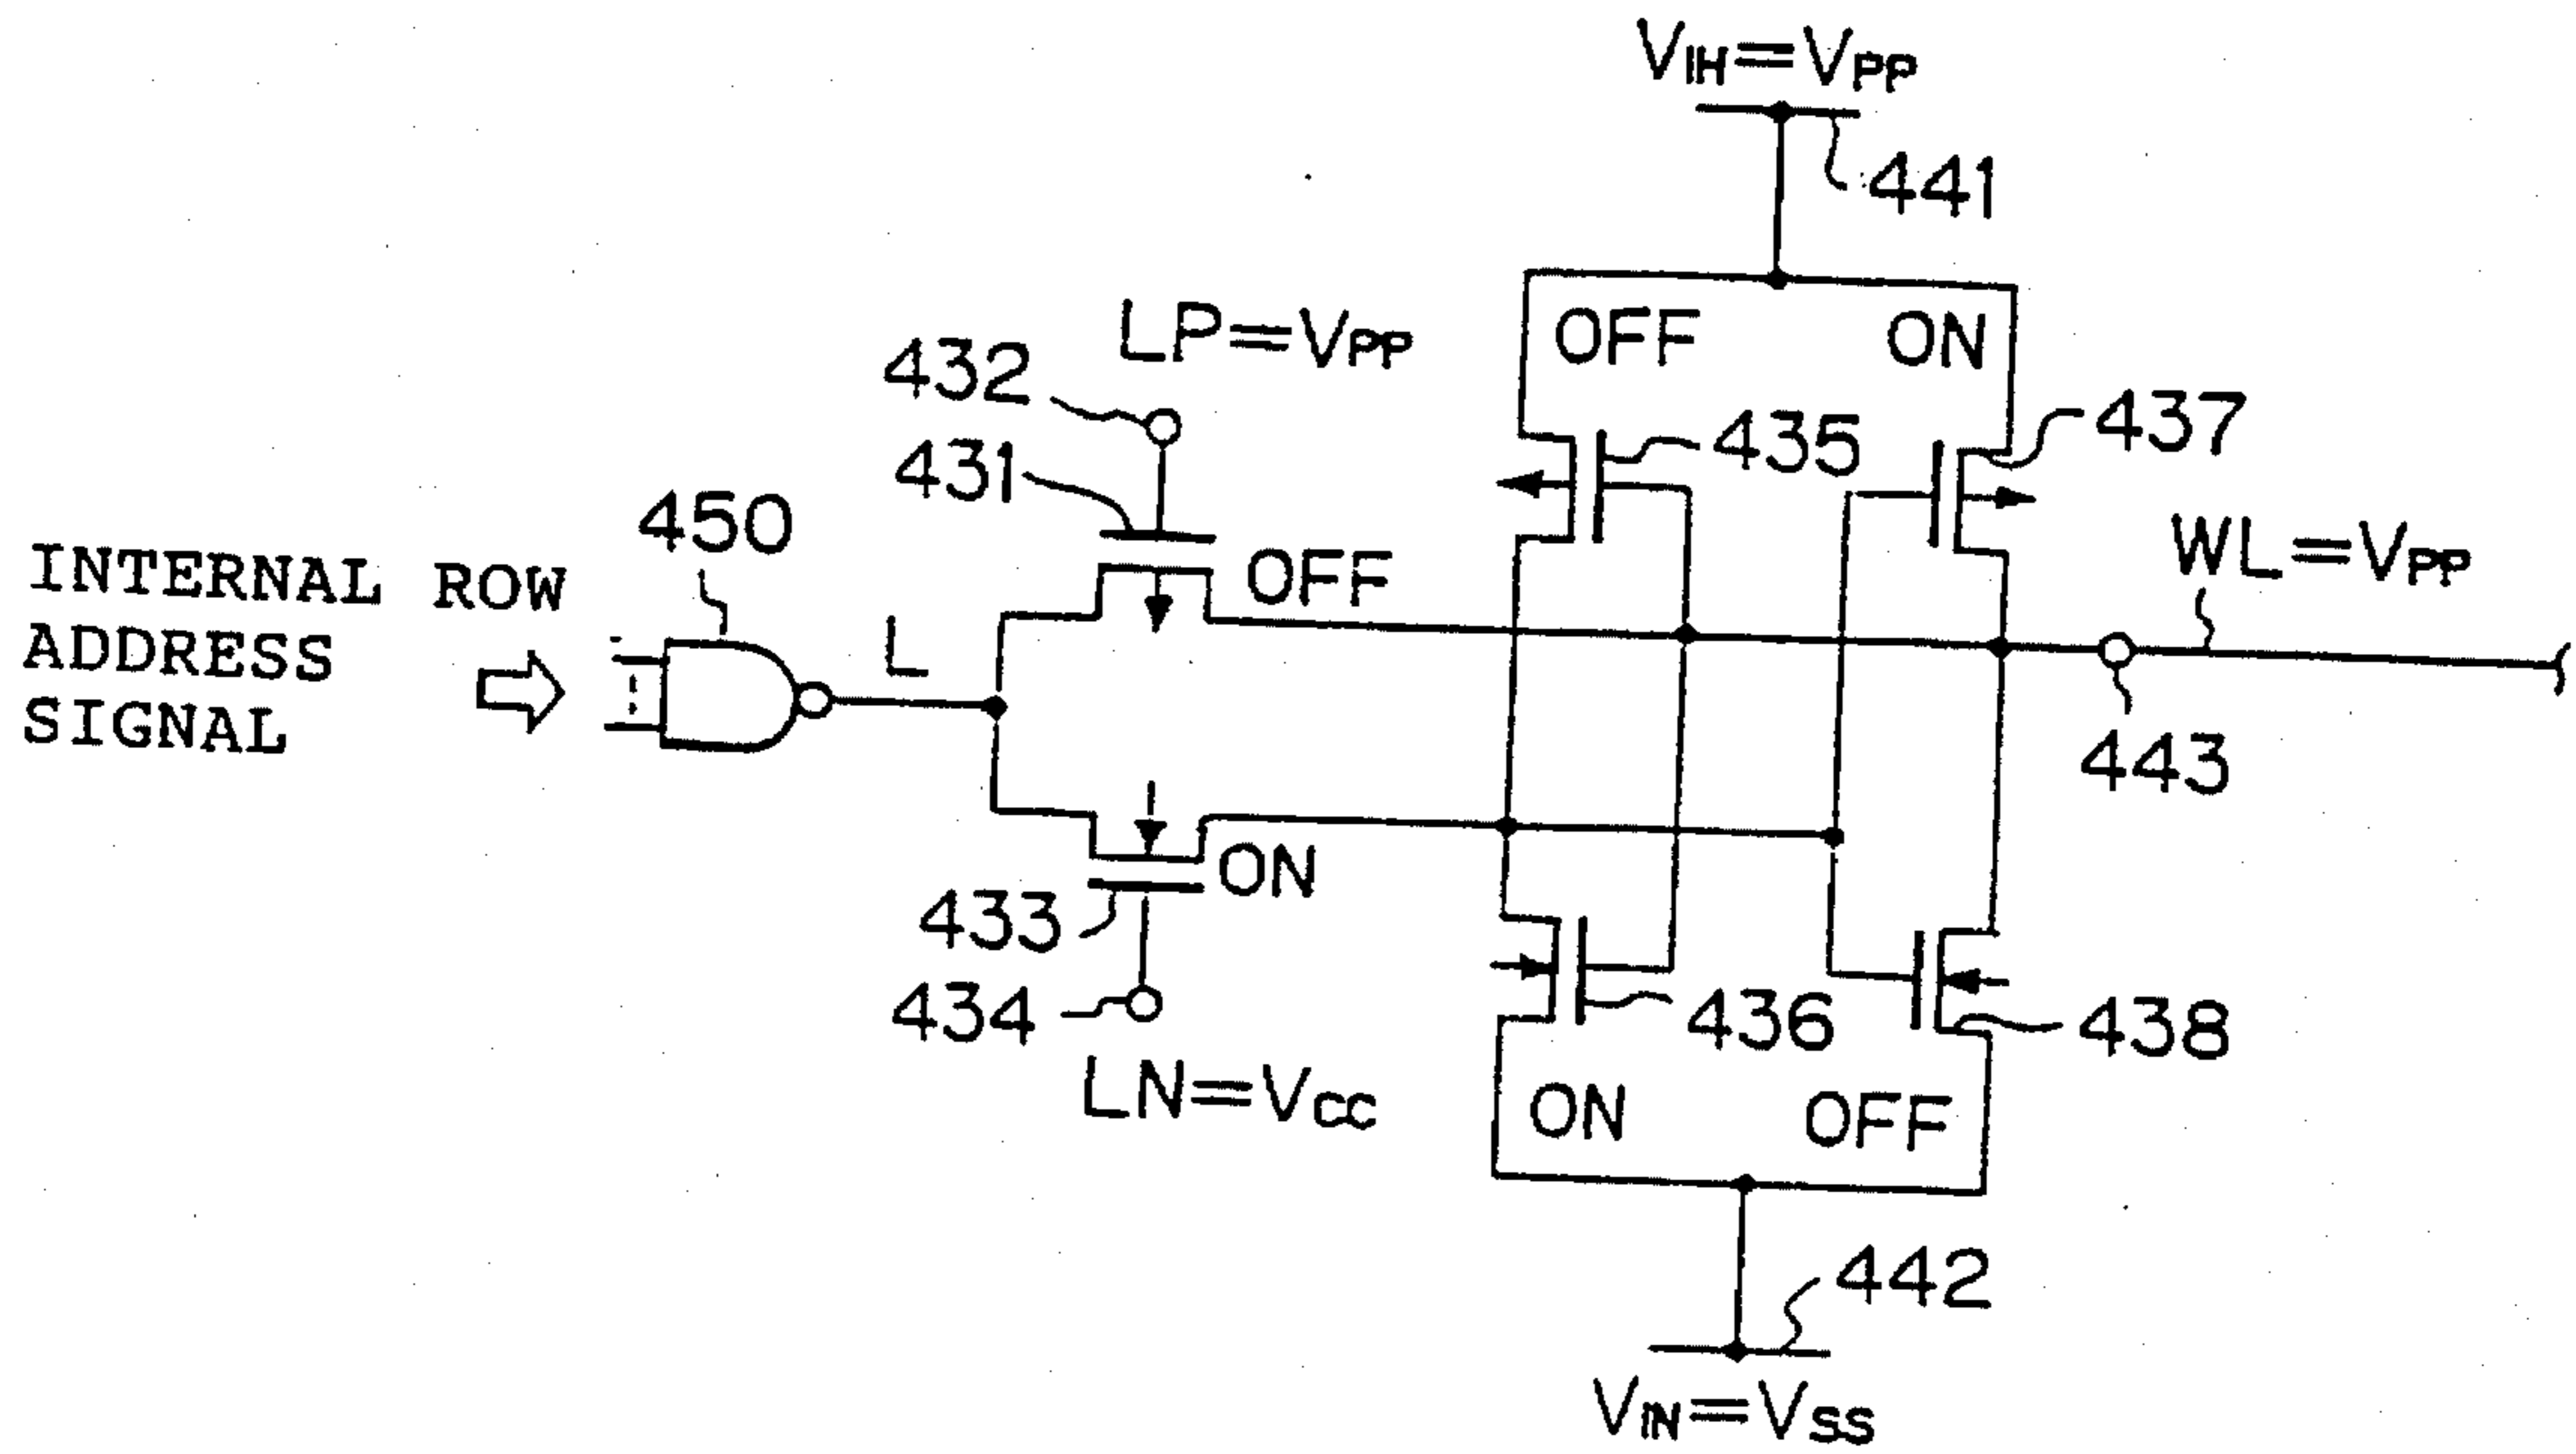 VIH=VPP
441
LP=VPP
432
OFF
ON
431
435
437
450
OFF
WL=VPP
INTERNAL ROW
ADDRESS
SIGNAL
L
443
433
ON
434
436
438
LN=VCC
ON
OFF
442
VIN=VSS